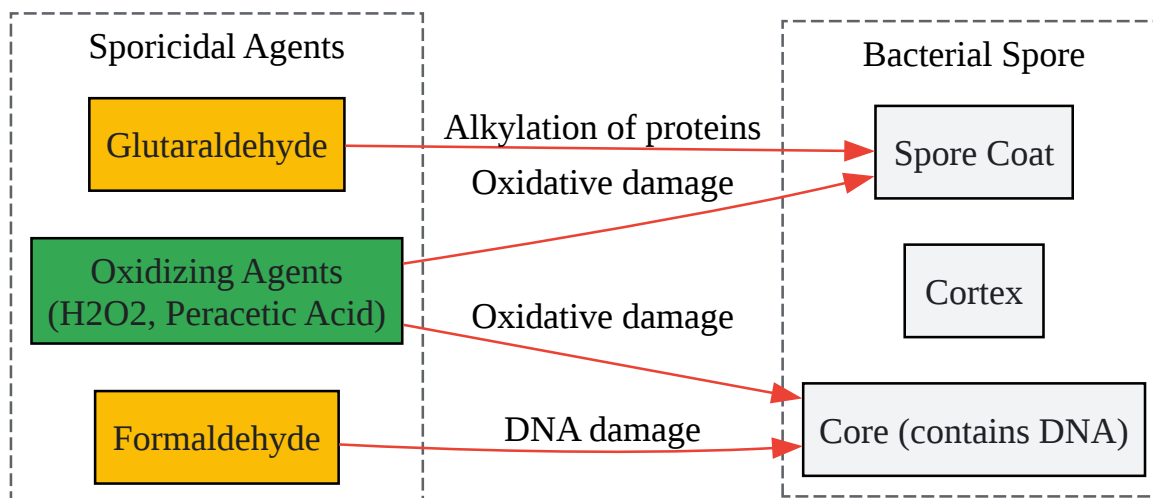 Sporicidal Agents
Glutaraldehyde
Oxidizing Agents
(H2O2, Peracetic Acid)
Formaldehyde
Alkylation of proteins
Oxidative damage
Oxidative damage
DNA damage
Bacterial Spore
Spore Coat
Cortex
Core (contains DNA)